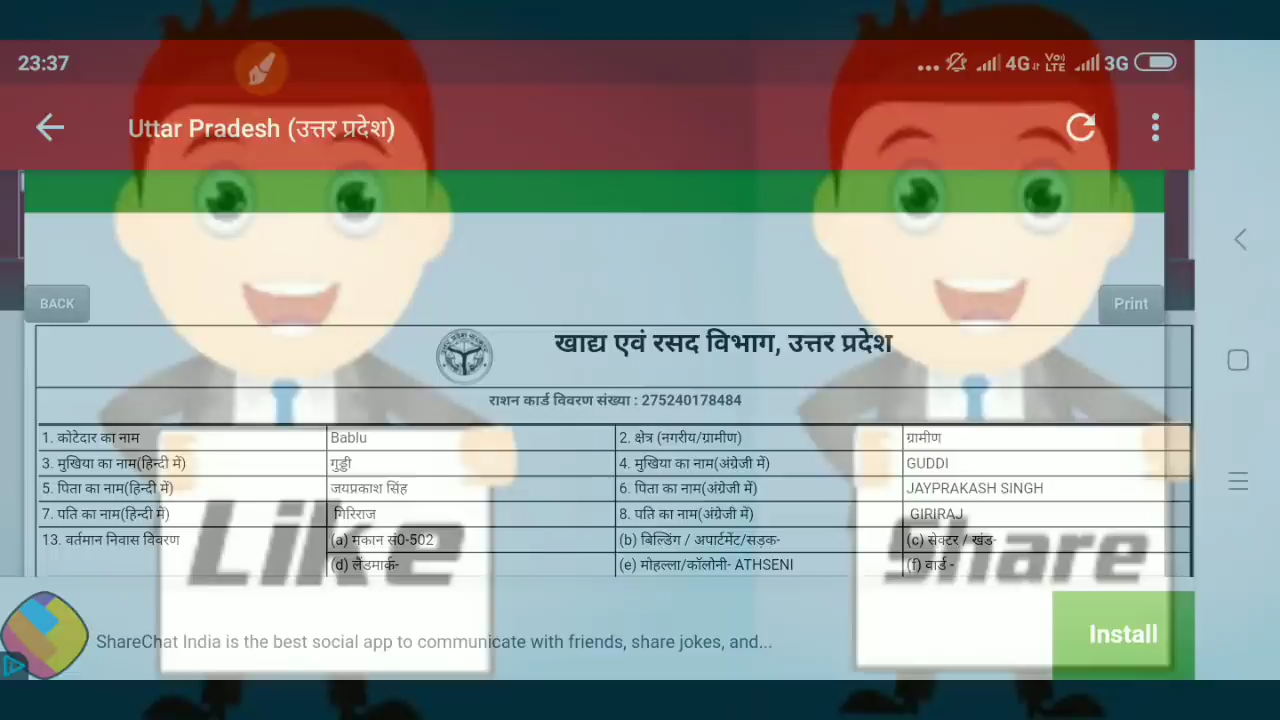 23:37
... 4G VoLTE 3G
Uttar Pradesh (उत्तर प्रदेश)
BACK
Print
खाद्य एवं रसद विभाग, उत्तर प्रदेश
राशन कार्ड विवरण संख्या : 275240178484
1. कोटेदार का नाम Bablu 2. क्षेत्र (नगरीय/ग्रामीण) ग्रामीण
3. मुखिया का नाम(हिन्दी में) गुड्डी 4. मुखिया का नाम(अंग्रेजी में) GUDDI
5. पिता का नाम(हिन्दी में) जयप्रकाश सिंह 6. पिता का नाम(अंग्रेजी में) JAYPRAKASH SINGH
7. पति का नाम(हिन्दी में) गिरिराज 8. पति का नाम(अंग्रेजी में) GIRIRAJ
13. वर्तमान निवास विवरण (a) मकान सं0-502 (b) बिल्डिंग / अपार्टमेंट/सड़क- (c) सेक्टर / खंड-
(d) लैंडमार्क- (e) मोहल्ला/कॉलोनी- ATHSENI (f) वार्ड -
Like
Share
ShareChat India is the best social app to communicate with friends, share jokes, and...
Install